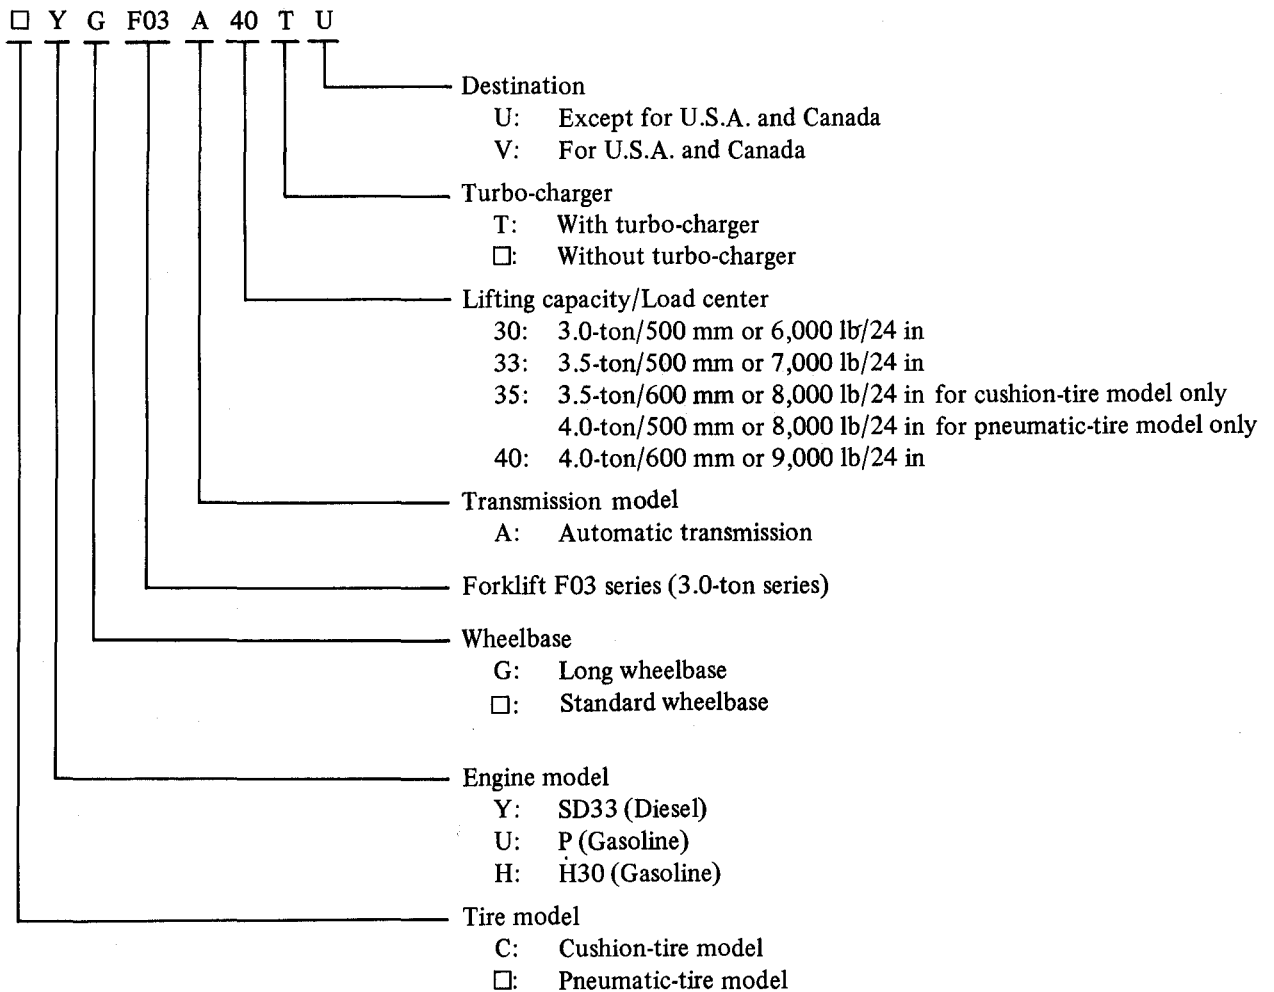 □ Y G F03 A 40 T U
Destination
U: Except for U.S.A. and Canada
V: For U.S.A. and Canada
Turbo-charger
T: With turbo-charger
□: Without turbo-charger
Lifting capacity/Load center
30: 3.0-ton/500 mm or 6,000 lb/24 in
33: 3.5-ton/500 mm or 7,000 lb/24 in
35: 3.5-ton/600 mm or 8,000 lb/24 in for cushion-tire model only
4.0-ton/500 mm or 8,000 lb/24 in for pneumatic-tire model only
40: 4.0-ton/600 mm or 9,000 lb/24 in
Transmission model
A: Automatic transmission
Forklift F03 series (3.0-ton series)
Wheelbase
G: Long wheelbase
□: Standard wheelbase
Engine model
Y: SD33 (Diesel)
U: P (Gasoline)
H: H30 (Gasoline)
Tire model
C: Cushion-tire model
□: Pneumatic-tire model